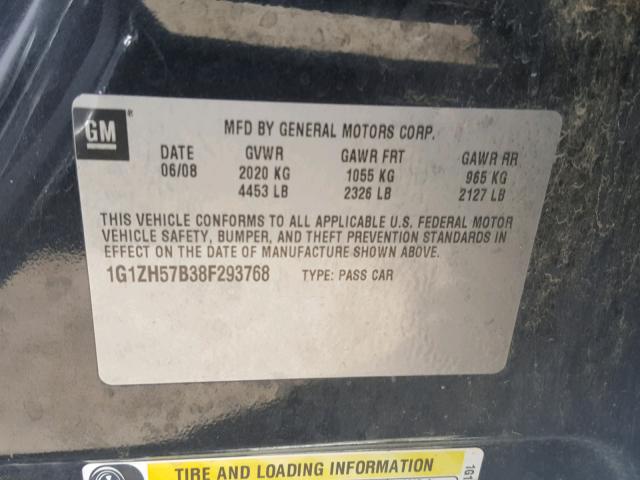 GM ®
MFD BY GENERAL MOTORS CORP.
DATE GVWR GAWR FRT GAWR RR
06/08 2020 KG 1055 KG 965 KG
4453 LB 2326 LB 2127 LB
THIS VEHICLE CONFORMS TO ALL APPLICABLE U.S. FEDERAL MOTOR
VEHICLE SAFETY, BUMPER, AND THEFT PREVENTION STANDARDS IN
EFFECT ON THE DATE OF MANUFACTURE SHOWN ABOVE.
1G1ZH57B38F293768 TYPE: PASS CAR
TIRE AND LOADING INFORMATION
1G1